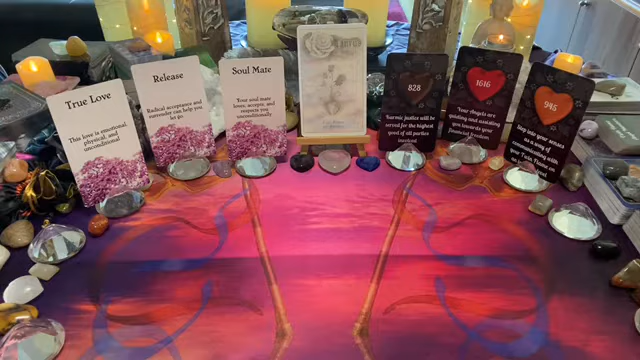 True Love
This love is emotional,
physical, and
unconditional
Release
Radical acceptance and
surrender can help you
let go
Soul Mate
Your soul mate
loves, accepts, and
respects you
unconditionally
828
Karmic justice will be
served for the highest
good of all parties
involved
1616
Your Angels are
guiding and assisting
you towards your
financial freedom
945
Step into your senses
as a way of
communicating with
your Twin Flame